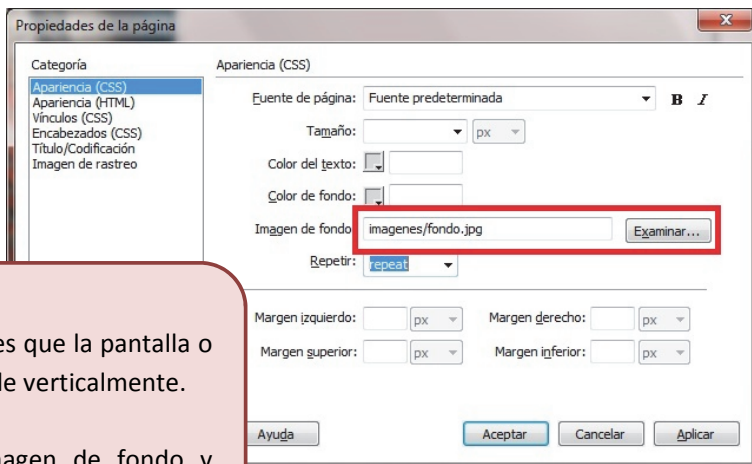 Propiedades de la página
Categoría
Apariencia (CSS)
Apariencia (HTML)
Vínculos (CSS)
Encabezados (CSS)
Título/Codificación
Imagen de rastreo
Apariencia (CSS)
Fuente de página: Fuente predeterminada B I
Tamaño: px
Color del texto:
Color de fondo:
Imagen de fondo imagenes/fondo.jpg Examinar...
Repetir: repeat
Margen izquierdo: px Margen derecho: px
Margen superior: px Margen inferior: px
Ayuda Aceptar Cancelar Aplicar
que la pantalla o
verticalmente.
de fondo y